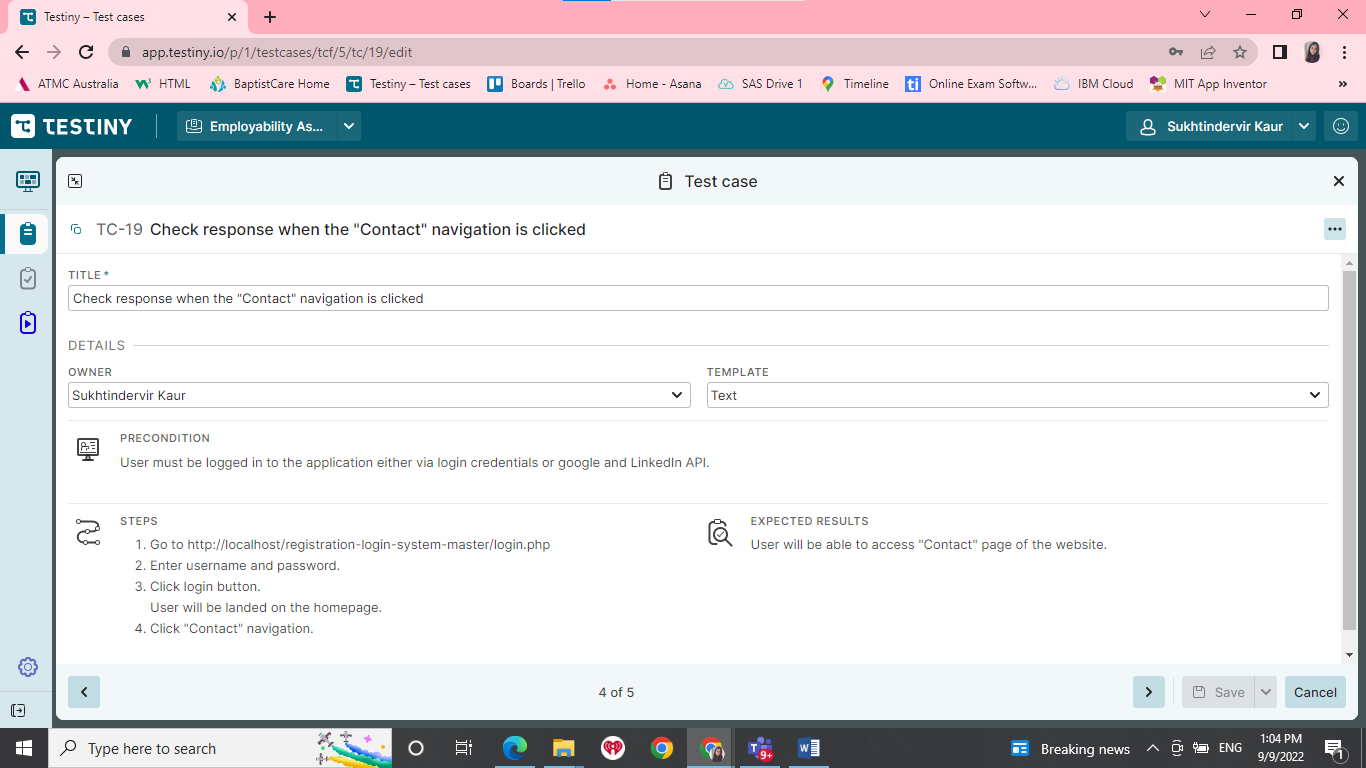 Testiny – Test cases
app.testiny.io/p/1/testcases/tcf/5/tc/19/edit
ATMC Australia HTML BaptistCare Home Testiny – Test cases Boards | Trello Home - Asana SAS Drive 1 Timeline Online Exam Softw... IBM Cloud MIT App Inventor »
TESTINY Employability As... Sukhtindervir Kaur
Test case
TC-19 Check response when the "Contact" navigation is clicked
TITLE *
Check response when the "Contact" navigation is clicked
DETAILS
OWNER TEMPLATE
Sukhtindervir Kaur Text
PRECONDITION
User must be logged in to the application either via login credentials or google and LinkedIn API.
STEPS EXPECTED RESULTS
1. Go to http://localhost/registration-login-system-master/login.php User will be able to access "Contact" page of the website.
2. Enter username and password.
3. Click login button.
User will be landed on the homepage.
4. Click "Contact" navigation.
4 of 5 Save Cancel
Type here to search 9+ Breaking news ENG 1:04 PM
9/9/2022 1